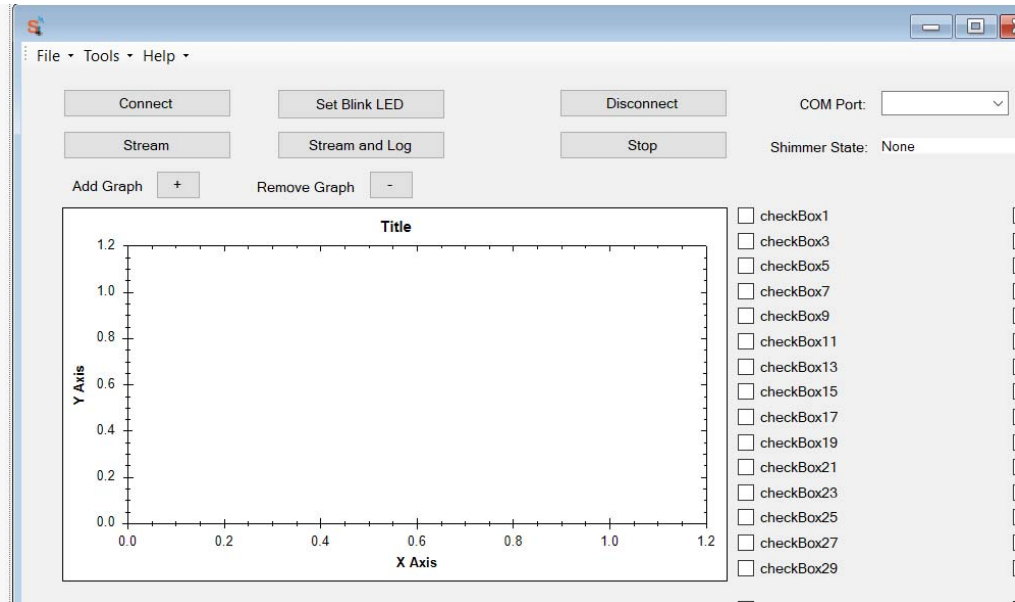 File Tools Help
Connect Set Blink LED Disconnect COM Port:
Stream Stream and Log Stop Shimmer State: None
Add Graph + Remove Graph -
Title
1.2
1.0
0.8
0.6
0.4
0.2
0.0
Y Axis
0.0 0.2 0.4 0.6 0.8 1.0 1.2
X Axis
checkBox1
checkBox3
checkBox5
checkBox7
checkBox9
checkBox11
checkBox13
checkBox15
checkBox17
checkBox19
checkBox21
checkBox23
checkBox25
checkBox27
checkBox29